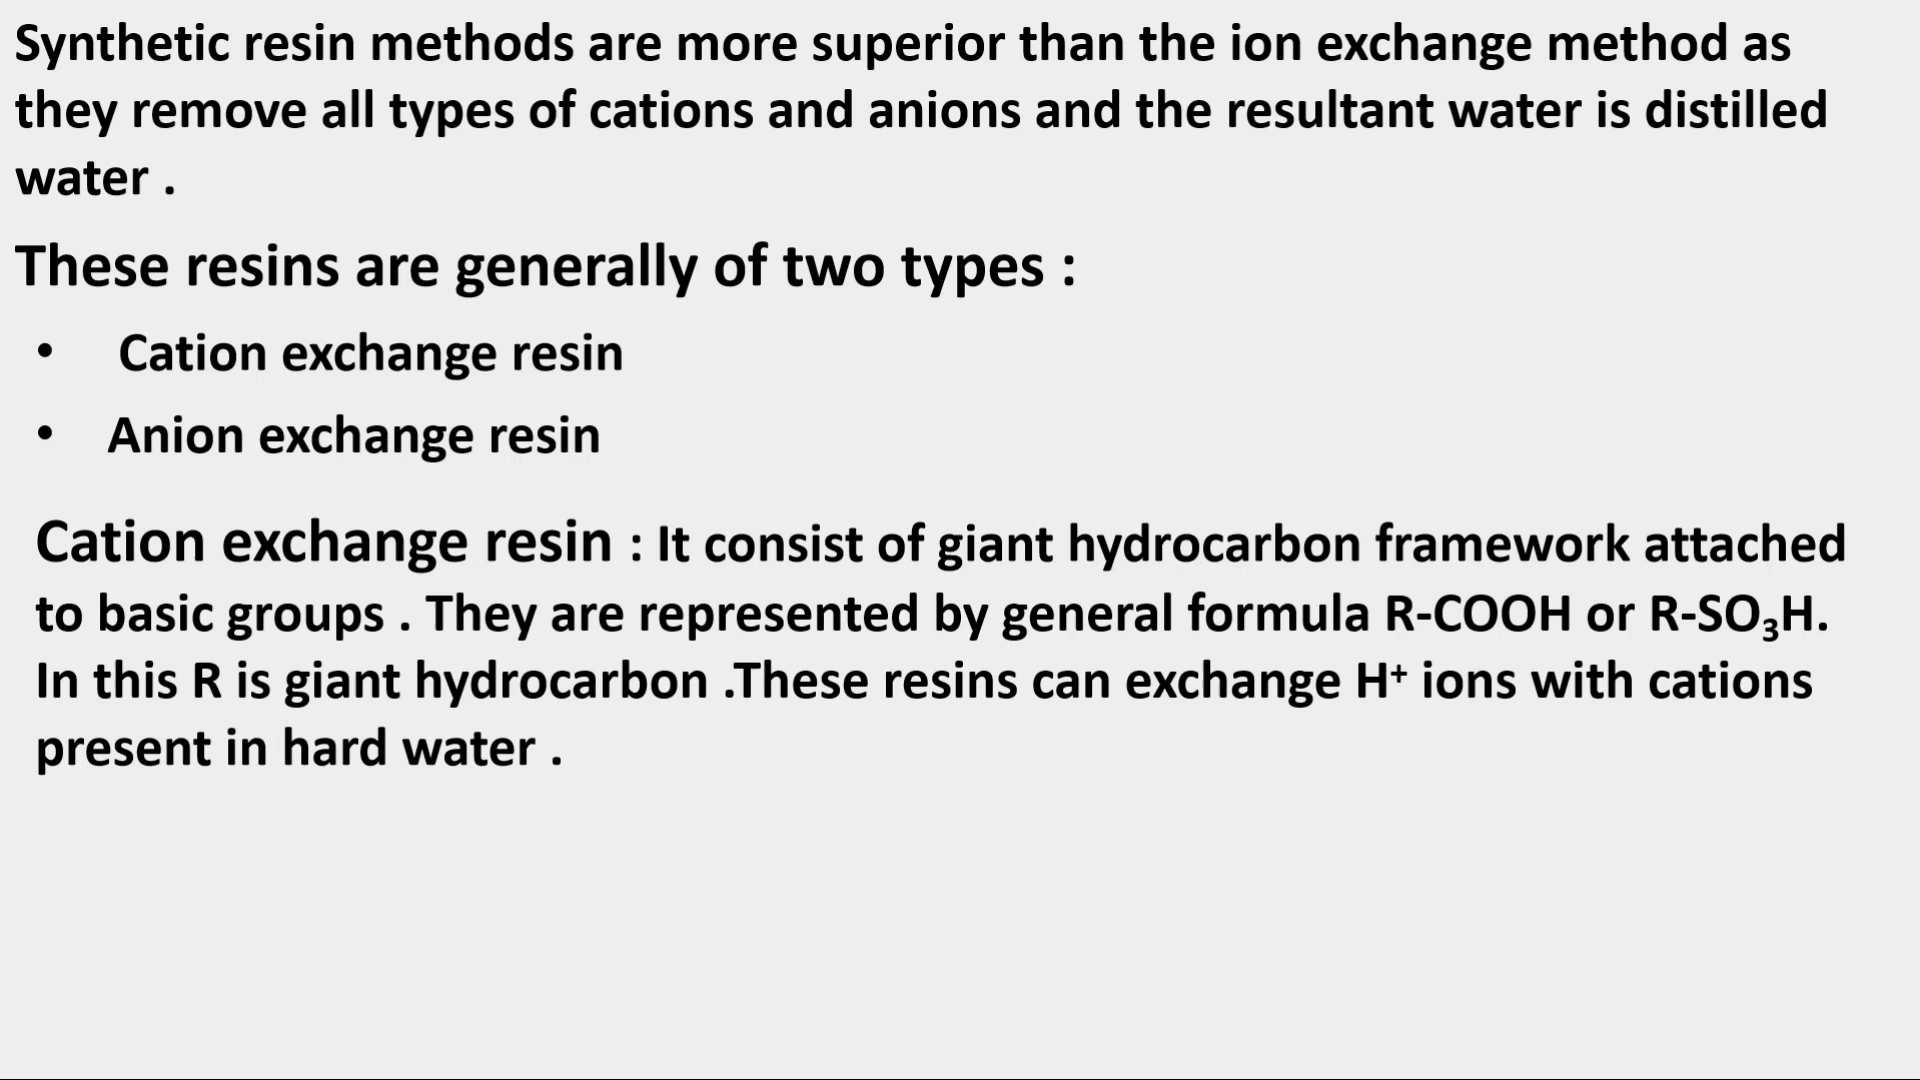 Synthetic resin methods are more superior than the ion exchange method as
they remove all types of cations and anions and the resultant water is distilled
water .
These resins are generally of two types :
• Cation exchange resin
• Anion exchange resin
Cation exchange resin : It consist of giant hydrocarbon framework attached
to basic groups . They are represented by general formula R-COOH or R-SO₃H.
In this R is giant hydrocarbon .These resins can exchange H⁺ ions with cations
present in hard water .